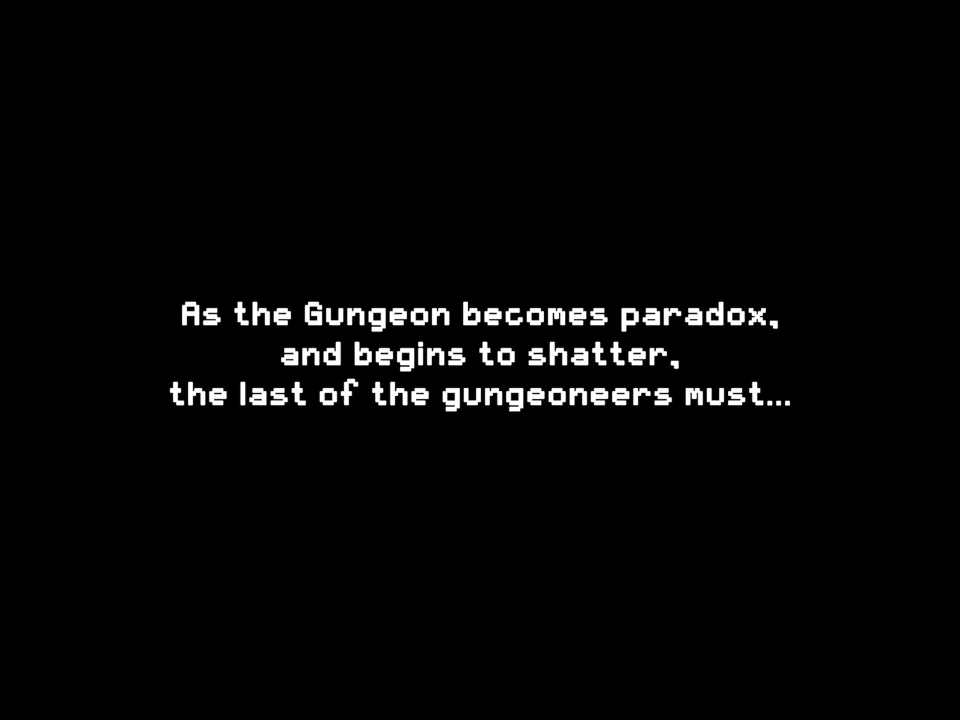 As the Gungeon becomes paradox,
and begins to shatter,
the last of the gungeoneers must...